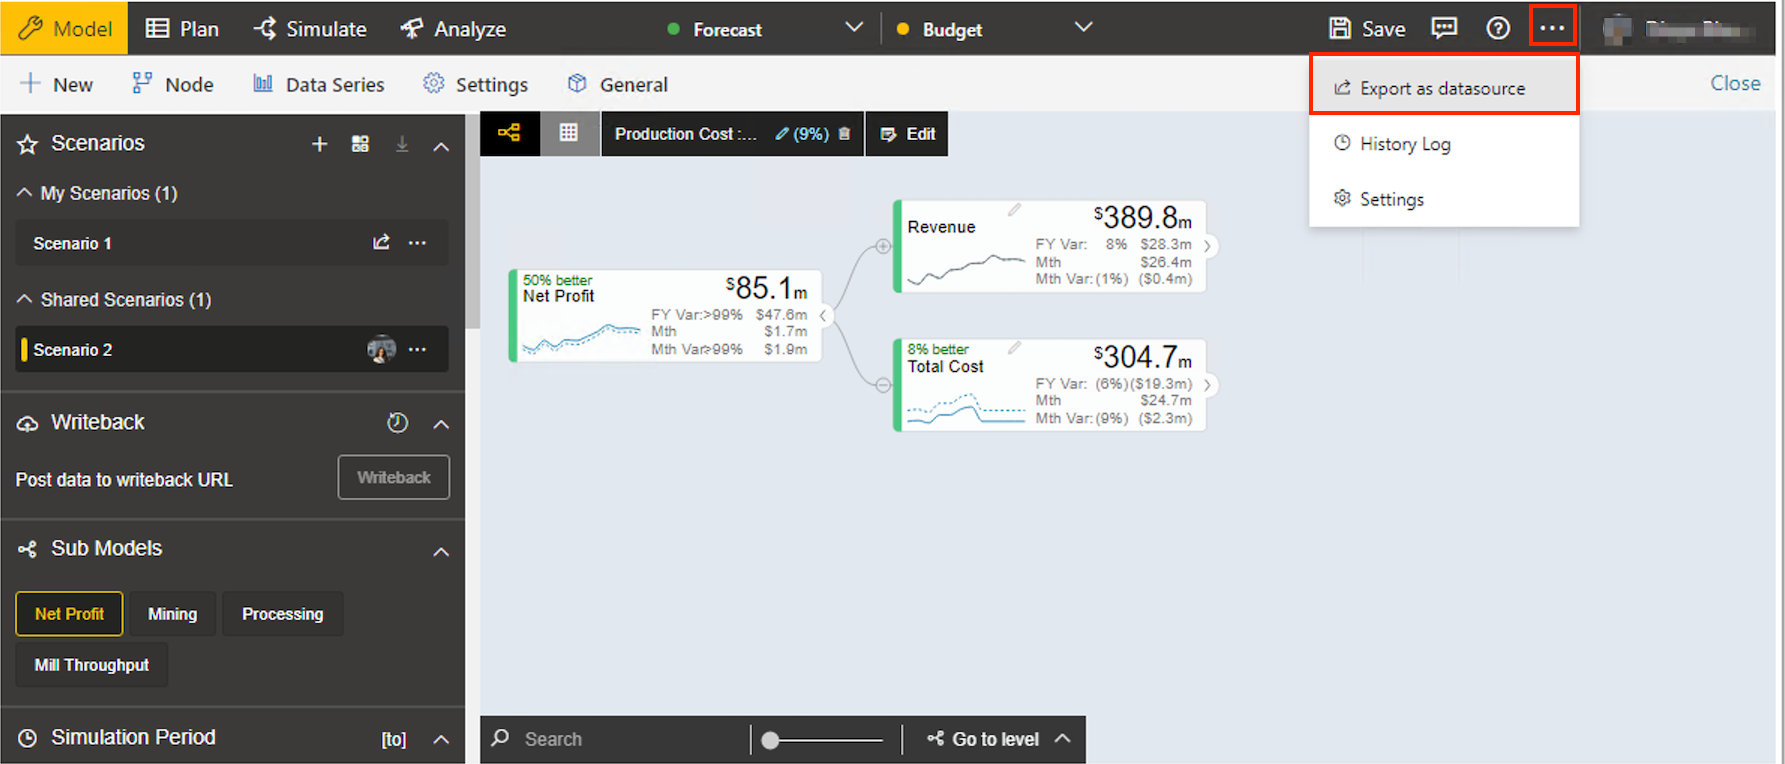 Model
Plan
Simulate
Analyze
Forecast
Budget
Save
New
Node
Data Series
Settings
General
Close
Export as datasource
History Log
Settings
Scenarios
My Scenarios (1)
Scenario 1
Shared Scenarios (1)
Scenario 2
Writeback
Post data to writeback URL
Writeback
Sub Models
Net Profit
Mining
Processing
Mill Throughput
Simulation Period
[to]
Production Cost :...
(9%)
Edit
50% better
Net Profit
$85.1m
FY Var:>99% $47.6m
Mth $1.7m
Mth Var:>99% $1.9m
Revenue
$389.8m
FY Var: 8% $28.3m
Mth $26.4m
Mth Var: (1%) ($0.4m)
8% better
Total Cost
$304.7m
FY Var: (6%) ($19.3m)
Mth $24.7m
Mth Var: (9%) ($2.3m)
Search
Go to level